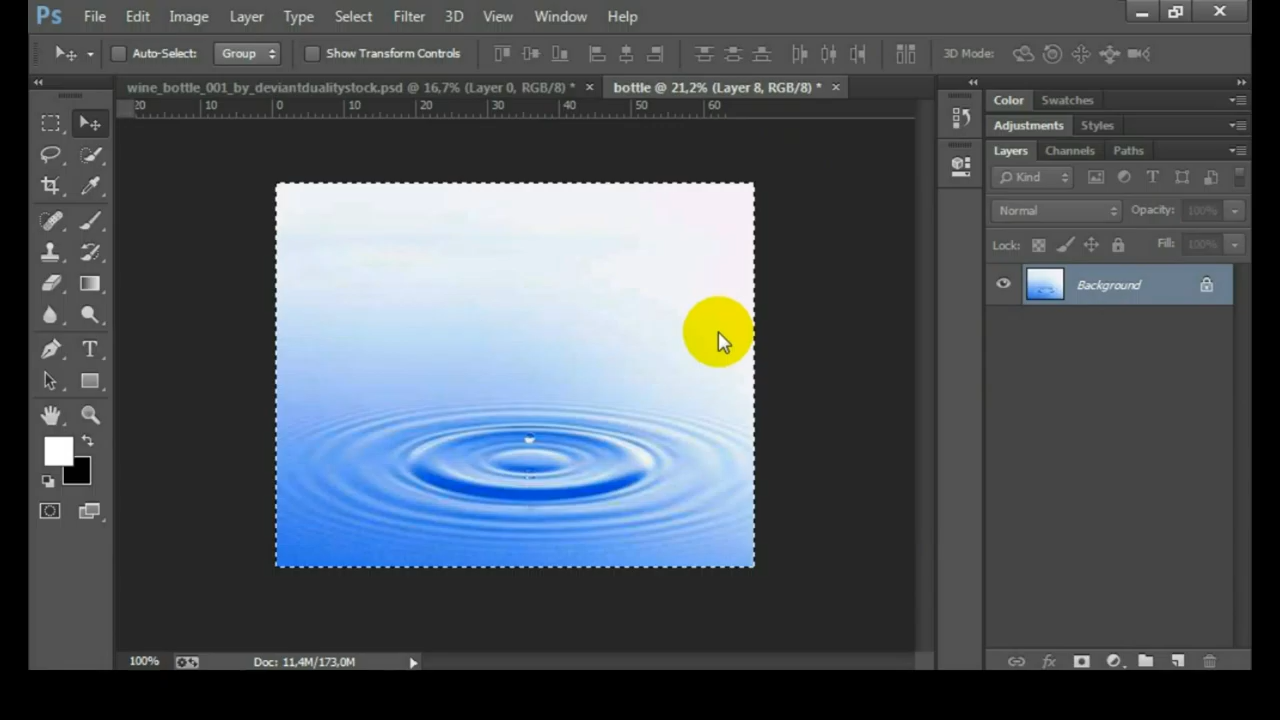 Ps File Edit Image Layer Type Select Filter 3D View Window Help
Auto-Select: Group Show Transform Controls 3D Mode:
wine_bottle_001_by_deviantdualitystock.psd @ 16,7% (Layer 0, RGB/8) * × bottle @ 21,2% (Layer 8, RGB/8) * ×
20 10 0 10 20 30 40 50 60
Color Swatches
Adjustments Styles
Layers Channels Paths
Kind
Normal Opacity: 100%
Lock: Fill: 100%
Background
100% Doc: 11,4M/173,0M